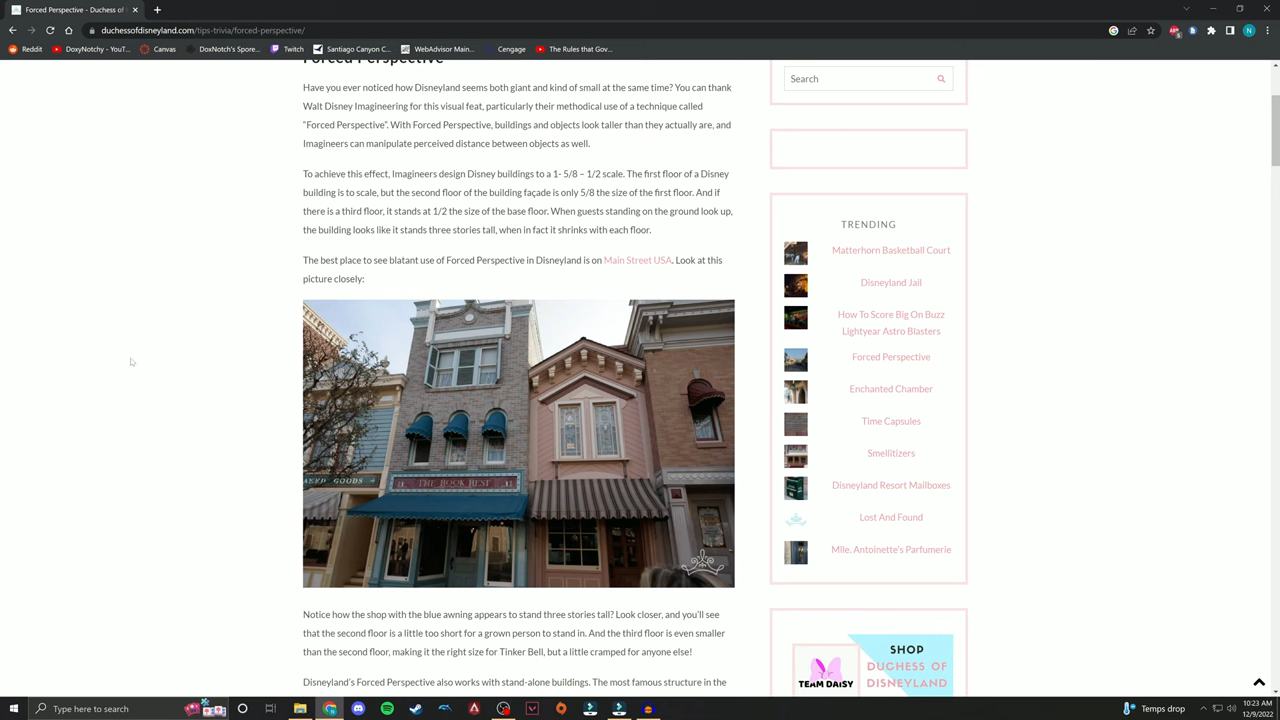 Forced Perspective - Duchess of
duchessofdisneyland.com/tips-trivia/forced-perspective/
N
Reddit
DoxyNotchy - YouT...
Canvas
DoxNotch's Spore...
Twitch
Santiago Canyon C...
WebAdvisor Main...
Cengage
The Rules that Gov...
Forced Perspective
Have you ever noticed how Disneyland seems both giant and kind of small at the same time? You can thank
Walt Disney Imagineering for this visual feat, particularly their methodical use of a technique called
"Forced Perspective". With Forced Perspective, buildings and objects look taller than they actually are, and
Imagineers can manipulate perceived distance between objects as well.
To achieve this effect, Imagineers design Disney buildings to a 1- 5/8 – 1/2 scale. The first floor of a Disney
building is to scale, but the second floor of the building façade is only 5/8 the size of the first floor. And if
there is a third floor, it stands at 1/2 the size of the base floor. When guests standing on the ground look up,
the building looks like it stands three stories tall, when in fact it shrinks with each floor.
The best place to see blatant use of Forced Perspective in Disneyland is on Main Street USA. Look at this
picture closely:
BAKED GOODS
THE BOOK REST
Notice how the shop with the blue awning appears to stand three stories tall? Look closer, and you'll see
that the second floor is a little too short for a grown person to stand in. And the third floor is even smaller
than the second floor, making it the right size for Tinker Bell, but a little cramped for anyone else!
Disneyland's Forced Perspective also works with stand-alone buildings. The most famous structure in the
Search
TRENDING
Matterhorn Basketball Court
Disneyland Jail
How To Score Big On Buzz
Lightyear Astro Blasters
Forced Perspective
Enchanted Chamber
Time Capsules
Smellitizers
Disneyland Resort Mailboxes
Lost And Found
Mlle. Antoinette's Parfumerie
SHOP
DUCHESS OF
DISNEYLAND
TEAM DAISY
Type here to search
Temps drop
10:23 AM
12/9/2022